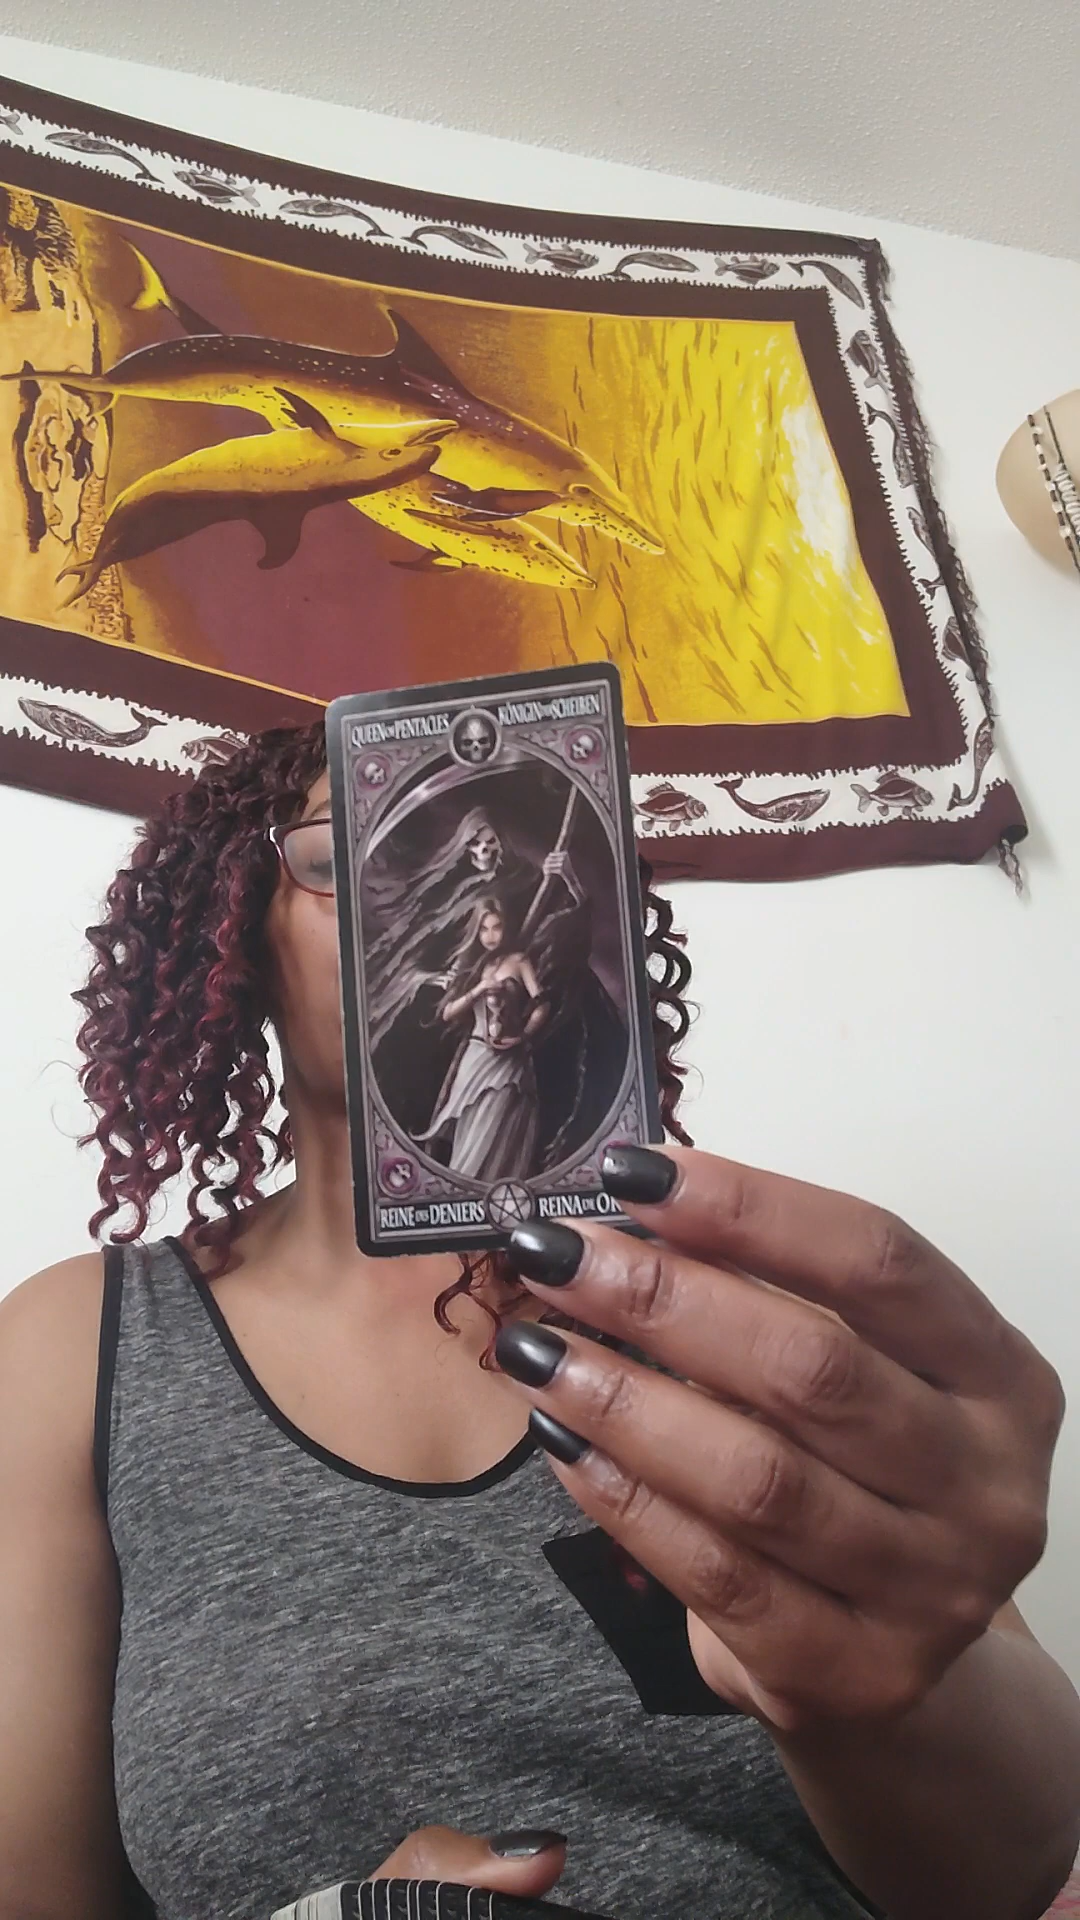 QUEEN OF PENTACLES
KÖNIGIN DER SCHEIBEN
REINE DES DENIERS REINA DE